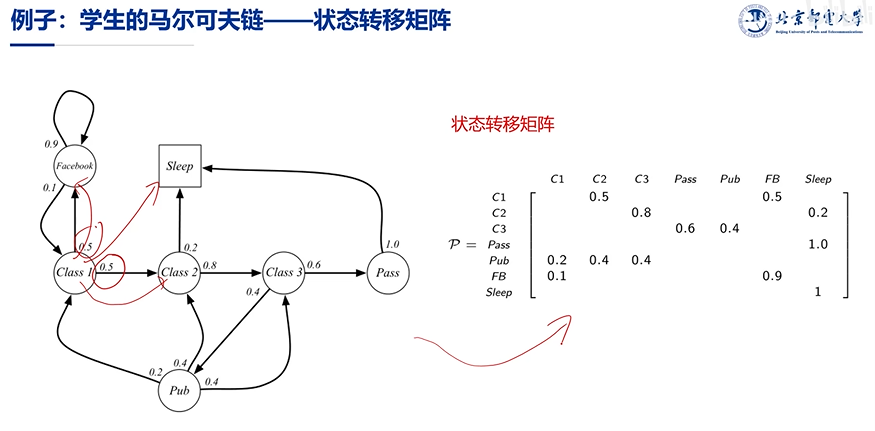 例子：学生的马尔可夫链——状态转移矩阵
北京邮电大学
Beijing University of Posts and Telecommunications
状态转移矩阵
0.9
Facebook
Sleep
0.1
0.5
0.2
1.0
Class 1
0.5
Class 2
0.8
Class 3
0.6
Pass
0.4
0.2
0.4
Pub
0.4
C1 C2 C3 Pass Pub FB Sleep
C1 0.5 0.5
C2 0.8 0.2
C3 0.6 0.4
P = Pass 1.0
Pub 0.2 0.4 0.4
FB 0.1 0.9
Sleep 1